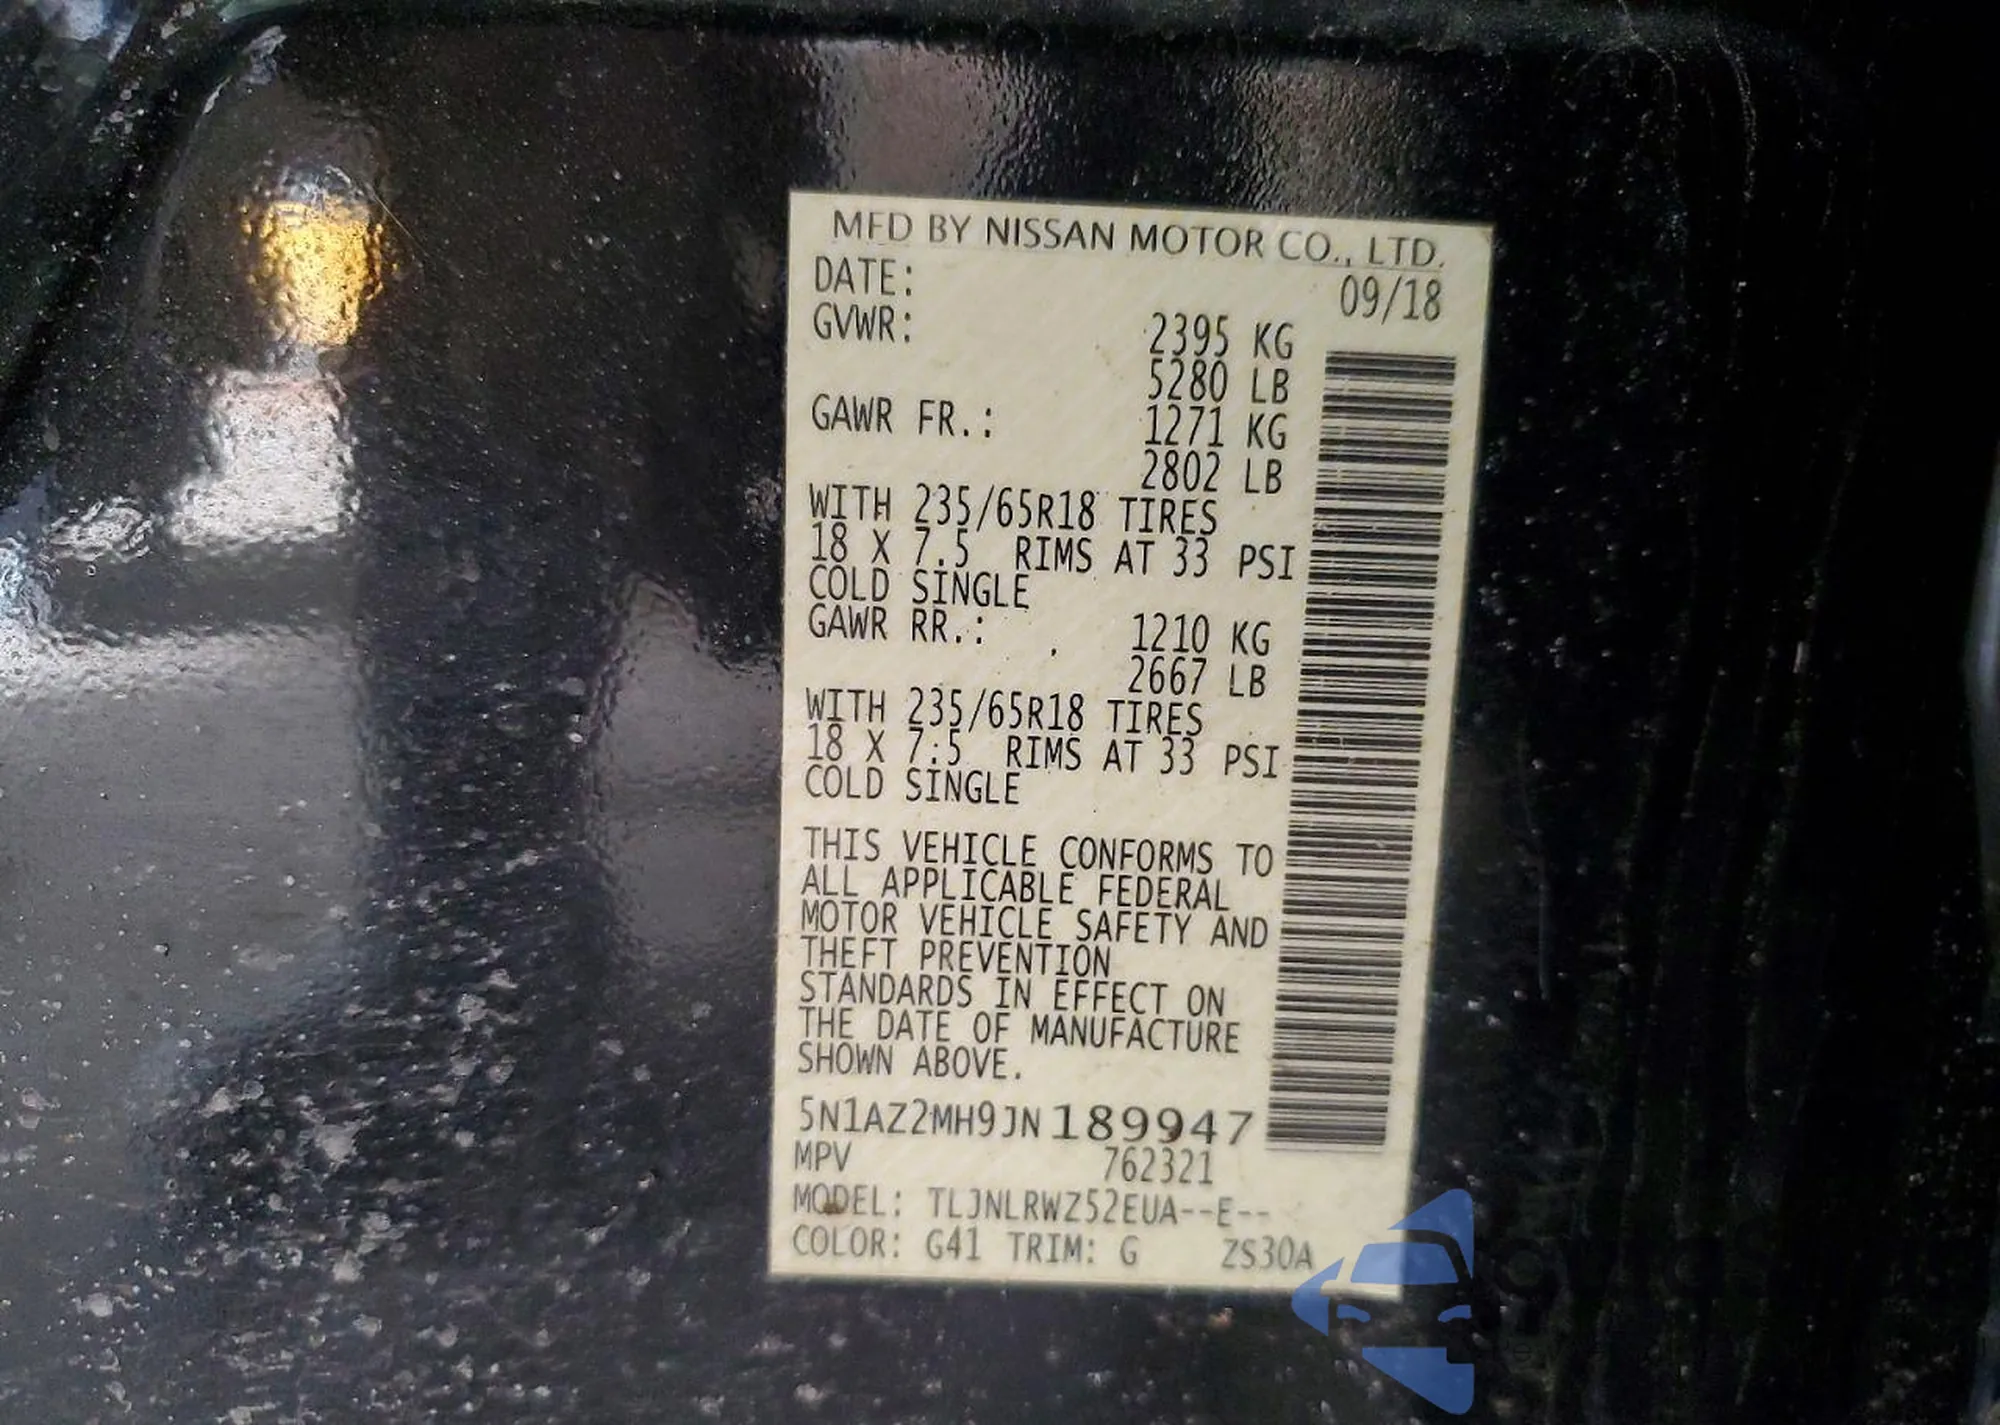 MFD BY NISSAN MOTOR CO., LTD.
DATE: 09/18
GVWR: 2395 KG
5280 LB
GAWR FR.: 1271 KG
2802 LB
WITH 235/65R18 TIRES
18 X 7.5 RIMS AT 33 PSI
COLD SINGLE
GAWR RR.: 1210 KG
2667 LB
WITH 235/65R18 TIRES
18 X 7.5 RIMS AT 33 PSI
COLD SINGLE
THIS VEHICLE CONFORMS TO
ALL APPLICABLE FEDERAL
MOTOR VEHICLE SAFETY AND
THEFT PREVENTION
STANDARDS IN EFFECT ON
THE DATE OF MANUFACTURE
SHOWN ABOVE.
5N1AZ2MH9JN189947
MPV 762321
MODEL: TLJNLRWZ52EUA--E--
COLOR: G41 TRIM: G ZS30A